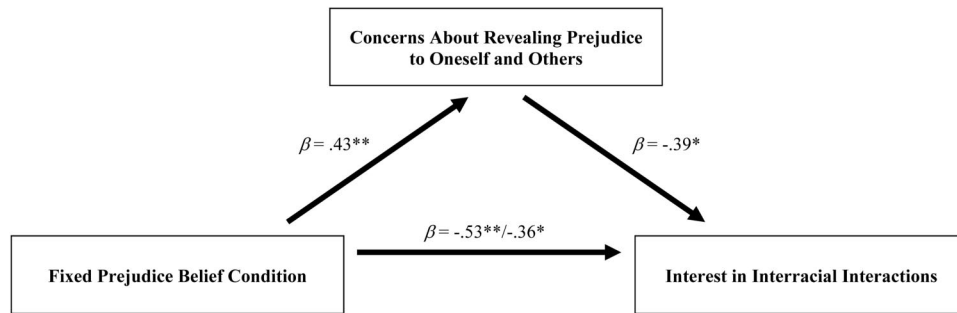 Concerns About Revealing Prejudice
to Oneself and Others
β = .43**
β = -.39*
β = -.53**/-.36*
Fixed Prejudice Belief Condition
Interest in Interracial Interactions